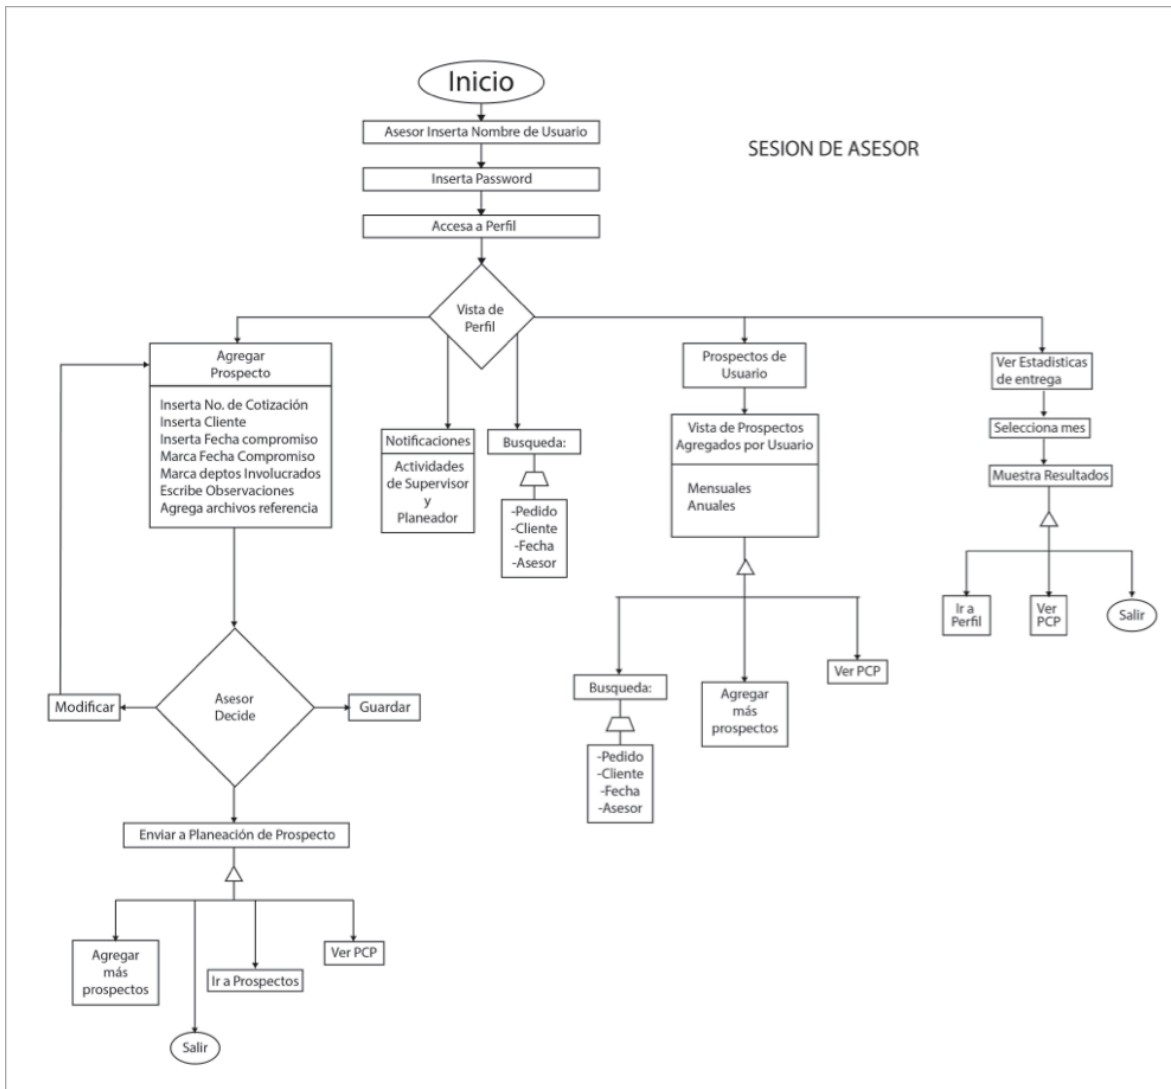 Inicio
Asesor Inserta Nombre de Usuario
SESION DE ASESOR
Inserta Password
Accesa a Perfil
Vista de
Perfil
Agregar
Prospecto
Inserta No. de Cotización
Inserta Cliente
Inserta Fecha compromiso
Marca Fecha Compromiso
Marca deptos Involucrados
Escribe Observaciones
Agrega archivos referencia
Notificaciones
Actividades
de Supervisor
y
Planeador
Busqueda:
-Pedido
-Cliente
-Fecha
-Asesor
Prospectos de
Usuario
Vista de Prospectos
Agregados por Usuario
Mensuales
Anuales
Ver Estadisticas
de entrega
Selecciona mes
Muestra Resultados
Ir a
Perfil
Ver
PCP
Salir
Busqueda:
-Pedido
-Cliente
-Fecha
-Asesor
Agregar
más
prospectos
Ver PCP
Modificar
Asesor
Decide
Guardar
Enviar a Planeación de Prospecto
Agregar
más
prospectos
Salir
Ir a Prospectos
Ver PCP